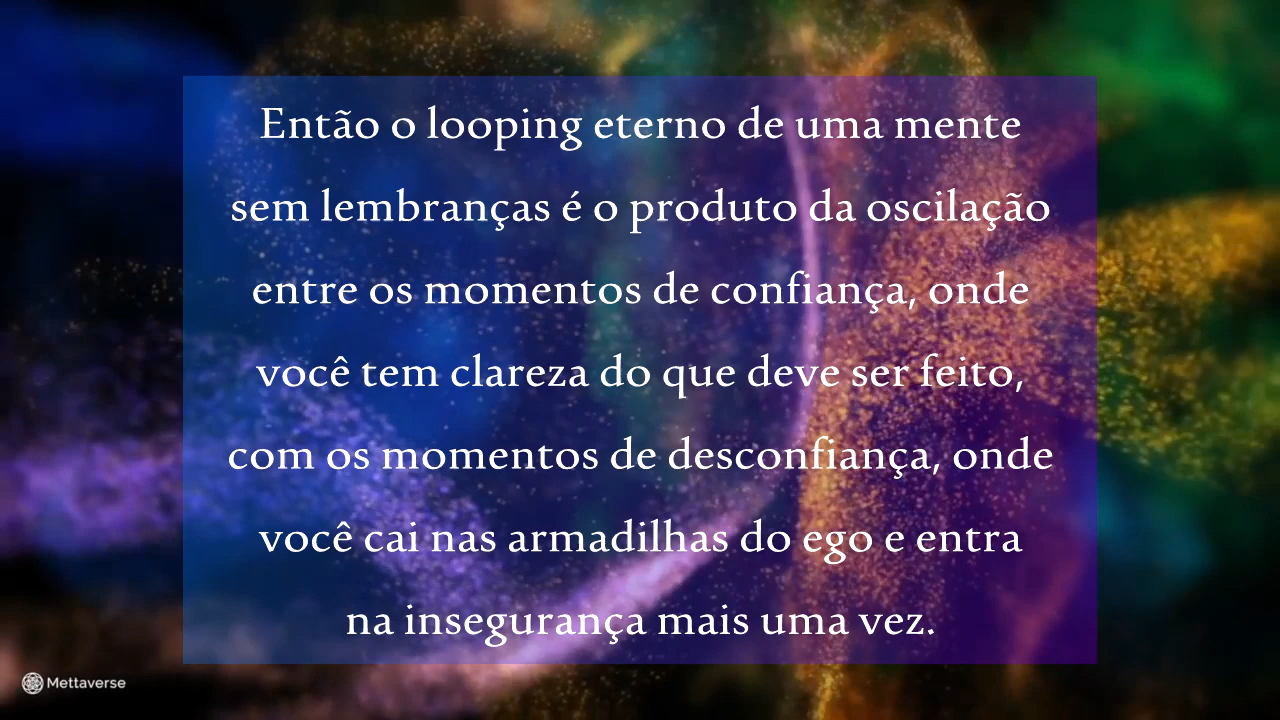 Então o looping eterno de uma mente
sem lembranças é o produto da oscilação
entre os momentos de confiança, onde
você tem clareza do que deve ser feito,
com os momentos de desconfiança, onde
você cai nas armadilhas do ego e entra
na insegurança mais uma vez.
Mettaverse